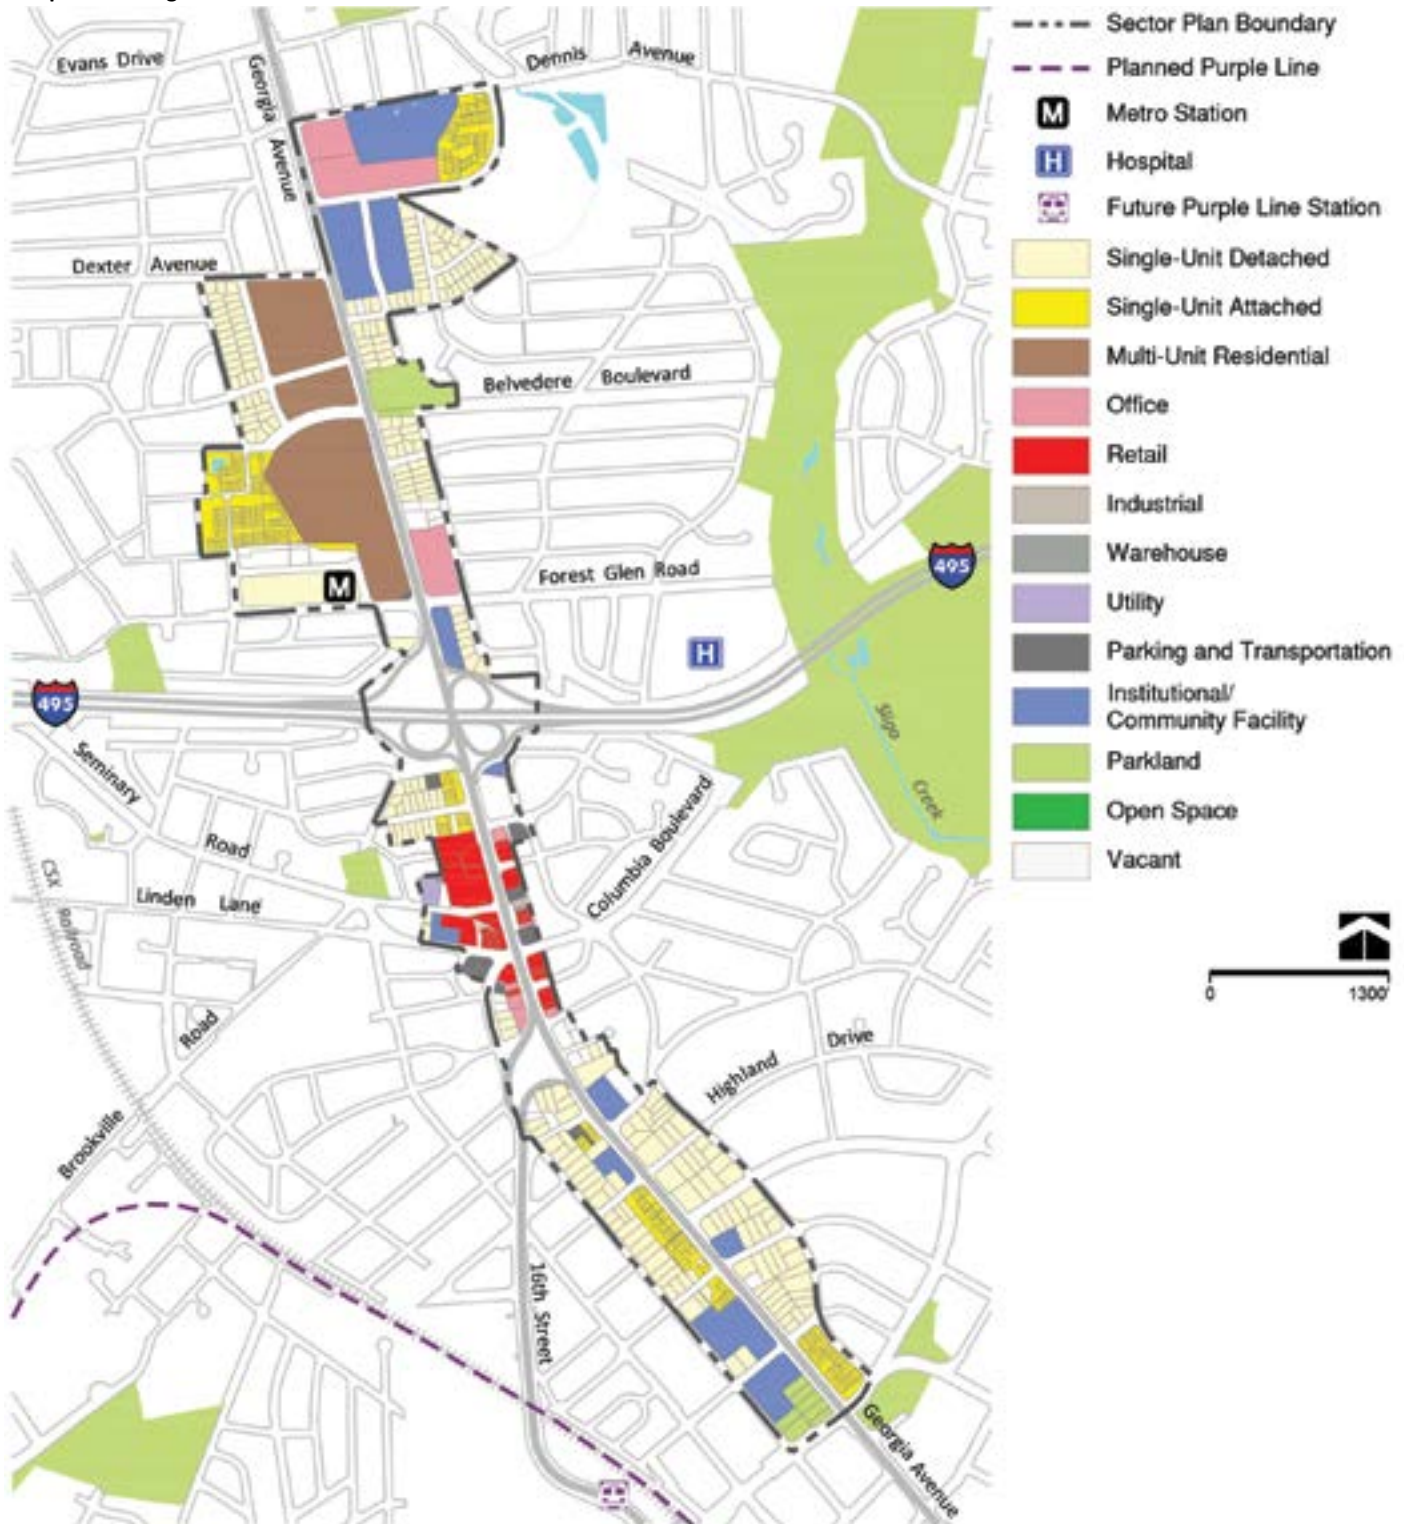 Evans Drive
Georgia Avenue
Dennis Avenue
Dexter Avenue
Belvedere Boulevard
Forest Glen Road
M
H
495
495
Sligo Creek
Seminary Road
Columbia Boulevard
CSX Railroad
Linden Lane
Brookville Road
Highland Drive
16th Street
Georgia Avenue
Sector Plan Boundary
Planned Purple Line
M Metro Station
H Hospital
Future Purple Line Station
Single-Unit Detached
Single-Unit Attached
Multi-Unit Residential
Office
Retail
Industrial
Warehouse
Utility
Parking and Transportation
Institutional/
Community Facility
Parkland
Open Space
Vacant
0 1300'